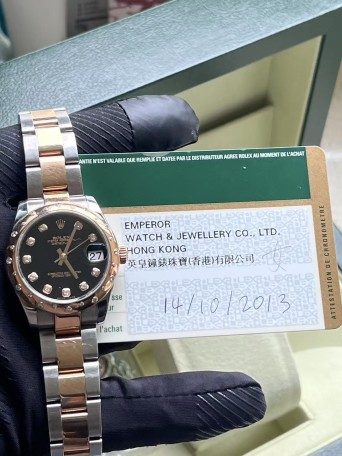 NTIE N'EST VALABLE QUE REMPLIE ET DATEE PAR LE DISTRIBUTEUR AGREE ROLEX AU MOMENT DE L'ACHAT
ATTESTATION DE CHRONOMETRE
EMPEROR
WATCH & JEWELLERY CO., LTD.
HONG KONG
英皇鐘錶珠寶(香港)有限公司
14/10/2013
l'achat
ROLEX